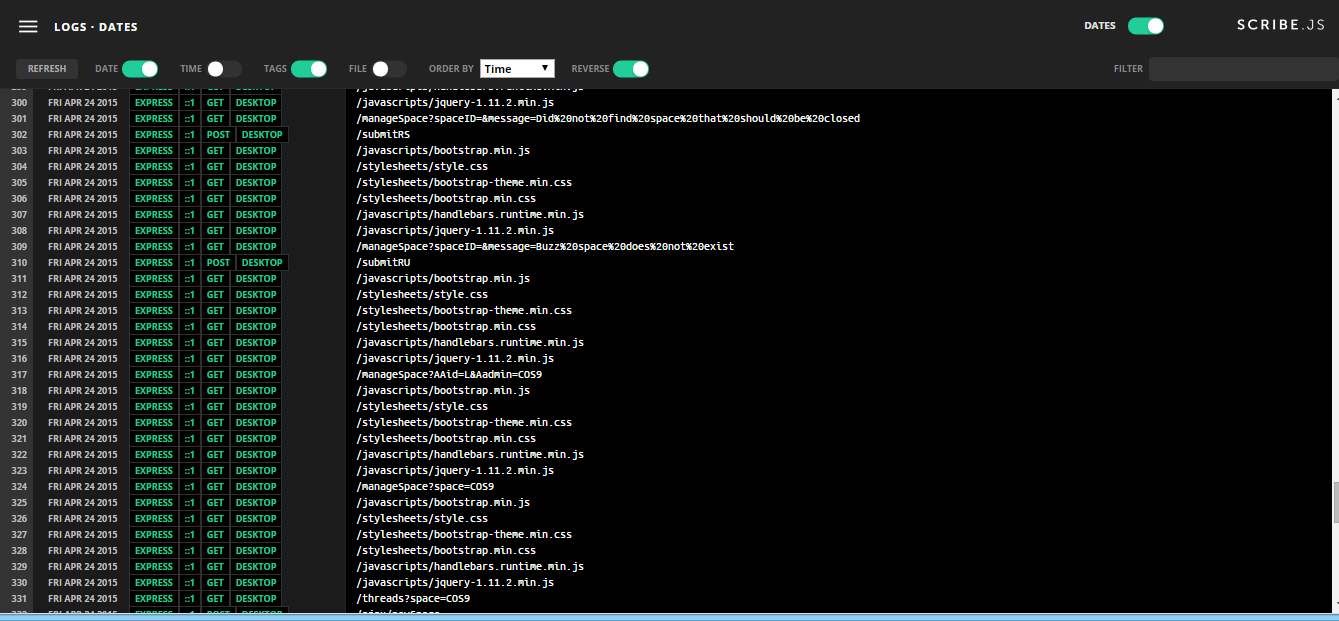 LOGS · DATES DATES SCRIBE.JS
REFRESH DATE TIME TAGS FILE ORDER BY Time REVERSE FILTER
300 FRI APR 24 2015 EXPRESS ::1 GET DESKTOP /javascripts/jquery-1.11.2.min.js
301 FRI APR 24 2015 EXPRESS ::1 GET DESKTOP /manageSpace?spaceID=&message=Did%20not%20find%20space%20that%20should%20be%20closed
302 FRI APR 24 2015 EXPRESS ::1 POST DESKTOP /submitRS
303 FRI APR 24 2015 EXPRESS ::1 GET DESKTOP /javascripts/bootstrap.min.js
304 FRI APR 24 2015 EXPRESS ::1 GET DESKTOP /stylesheets/style.css
305 FRI APR 24 2015 EXPRESS ::1 GET DESKTOP /stylesheets/bootstrap-theme.min.css
306 FRI APR 24 2015 EXPRESS ::1 GET DESKTOP /stylesheets/bootstrap.min.css
307 FRI APR 24 2015 EXPRESS ::1 GET DESKTOP /javascripts/handlebars.runtime.min.js
308 FRI APR 24 2015 EXPRESS ::1 GET DESKTOP /javascripts/jquery-1.11.2.min.js
309 FRI APR 24 2015 EXPRESS ::1 GET DESKTOP /manageSpace?spaceID=&message=Buzz%20space%20does%20not%20exist
310 FRI APR 24 2015 EXPRESS ::1 POST DESKTOP /submitRU
311 FRI APR 24 2015 EXPRESS ::1 GET DESKTOP /javascripts/bootstrap.min.js
312 FRI APR 24 2015 EXPRESS ::1 GET DESKTOP /stylesheets/style.css
313 FRI APR 24 2015 EXPRESS ::1 GET DESKTOP /stylesheets/bootstrap-theme.min.css
314 FRI APR 24 2015 EXPRESS ::1 GET DESKTOP /stylesheets/bootstrap.min.css
315 FRI APR 24 2015 EXPRESS ::1 GET DESKTOP /javascripts/handlebars.runtime.min.js
316 FRI APR 24 2015 EXPRESS ::1 GET DESKTOP /javascripts/jquery-1.11.2.min.js
317 FRI APR 24 2015 EXPRESS ::1 GET DESKTOP /manageSpace?AAid=L&Aadmin=COS9
318 FRI APR 24 2015 EXPRESS ::1 GET DESKTOP /javascripts/bootstrap.min.js
319 FRI APR 24 2015 EXPRESS ::1 GET DESKTOP /stylesheets/style.css
320 FRI APR 24 2015 EXPRESS ::1 GET DESKTOP /stylesheets/bootstrap-theme.min.css
321 FRI APR 24 2015 EXPRESS ::1 GET DESKTOP /stylesheets/bootstrap.min.css
322 FRI APR 24 2015 EXPRESS ::1 GET DESKTOP /javascripts/handlebars.runtime.min.js
323 FRI APR 24 2015 EXPRESS ::1 GET DESKTOP /javascripts/jquery-1.11.2.min.js
324 FRI APR 24 2015 EXPRESS ::1 GET DESKTOP /manageSpace?space=COS9
325 FRI APR 24 2015 EXPRESS ::1 GET DESKTOP /javascripts/bootstrap.min.js
326 FRI APR 24 2015 EXPRESS ::1 GET DESKTOP /stylesheets/style.css
327 FRI APR 24 2015 EXPRESS ::1 GET DESKTOP /stylesheets/bootstrap-theme.min.css
328 FRI APR 24 2015 EXPRESS ::1 GET DESKTOP /stylesheets/bootstrap.min.css
329 FRI APR 24 2015 EXPRESS ::1 GET DESKTOP /javascripts/handlebars.runtime.min.js
330 FRI APR 24 2015 EXPRESS ::1 GET DESKTOP /javascripts/jquery-1.11.2.min.js
331 FRI APR 24 2015 EXPRESS ::1 GET DESKTOP /threads?space=COS9